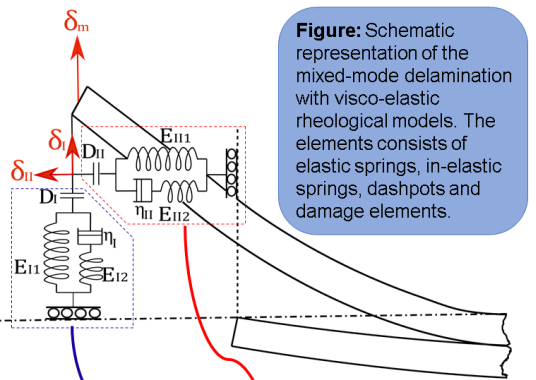 δm
Figure: Schematic
representation of the
mixed-mode delamination
with visco-elastic
rheological models. The
elements consists of
elastic springs, in-elastic
springs, dashpots and
damage elements.
δI
EII1
DII
δII
ηII EII2
DI
ηI
EI1
EI2